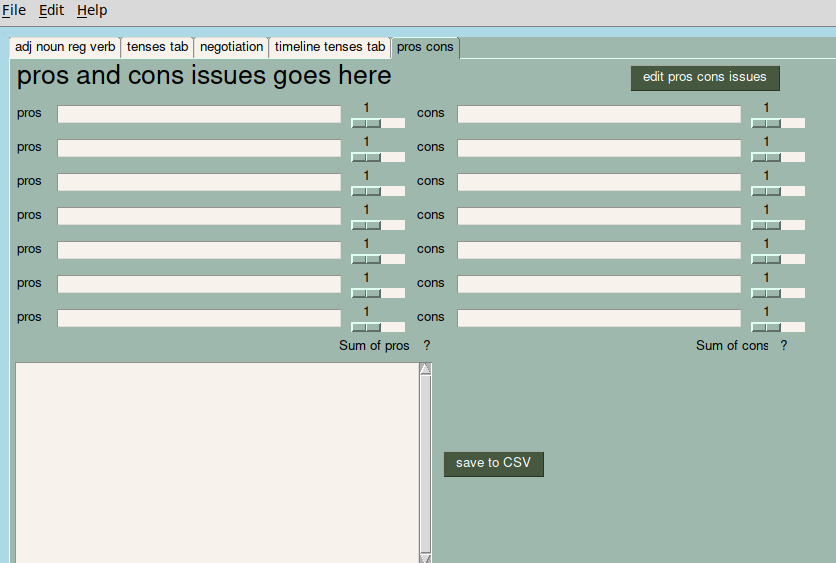 File Edit Help
adj noun reg verb tenses tab negotiation timeline tenses tab pros cons
pros and cons issues goes here edit pros cons issues
pros 1 cons 1
pros 1 cons 1
pros 1 cons 1
pros 1 cons 1
pros 1 cons 1
pros 1 cons 1
pros 1 cons 1
Sum of pros ? Sum of cons ?
save to CSV